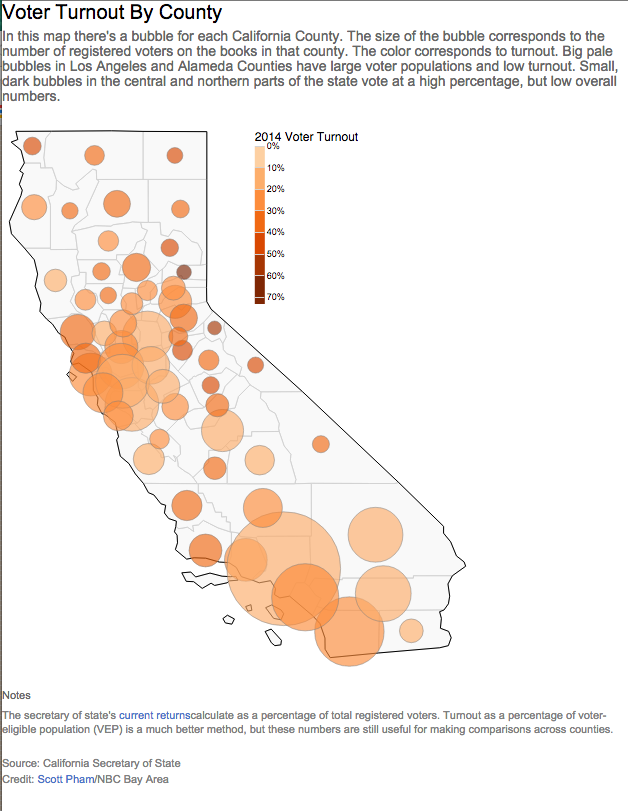 Voter Turnout By County
In this map there's a bubble for each California County. The size of the bubble corresponds to the
number of registered voters on the books in that county. The color corresponds to turnout. Big pale
bubbles in Los Angeles and Alameda Counties have large voter populations and low turnout. Small,
dark bubbles in the central and northern parts of the state vote at a high percentage, but low overall
numbers.
2014 Voter Turnout
0%
10%
20%
30%
40%
50%
60%
70%
Notes
The secretary of state's current returnscalculate as a percentage of total registered voters. Turnout as a percentage of voter-
eligible population (VEP) is a much better method, but these numbers are still useful for making comparisons across counties.
Source: California Secretary of State
Credit: Scott Pham/NBC Bay Area